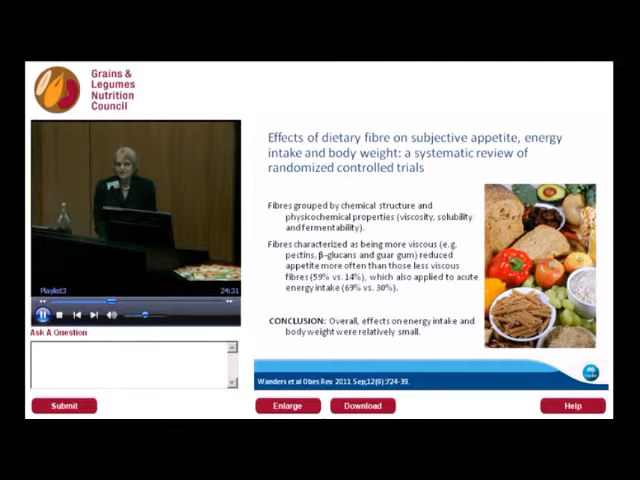 Grains &
Legumes
Nutrition
Council
Effects of dietary fibre on subjective appetite, energy
intake and body weight: a systematic review of
randomized controlled trials
Fibres grouped by chemical structure and
physicochemical properties (viscosity, solubility
and fermentability).
Fibres characterized as being more viscous (e.g.
pectins, β-glucans and guar gum) reduced
appetite more often than those less viscous
fibres (59% vs. 14%), which also applied to acute
energy intake (69% vs. 30%).
CONCLUSION: Overall, effects on energy intake and
body weight were relatively small.
Wanders et al Obes Rev. 2011 Sep;12(9):724-39.
Playlist3
24:31
Ask A Question
Submit
Enlarge
Download
Help